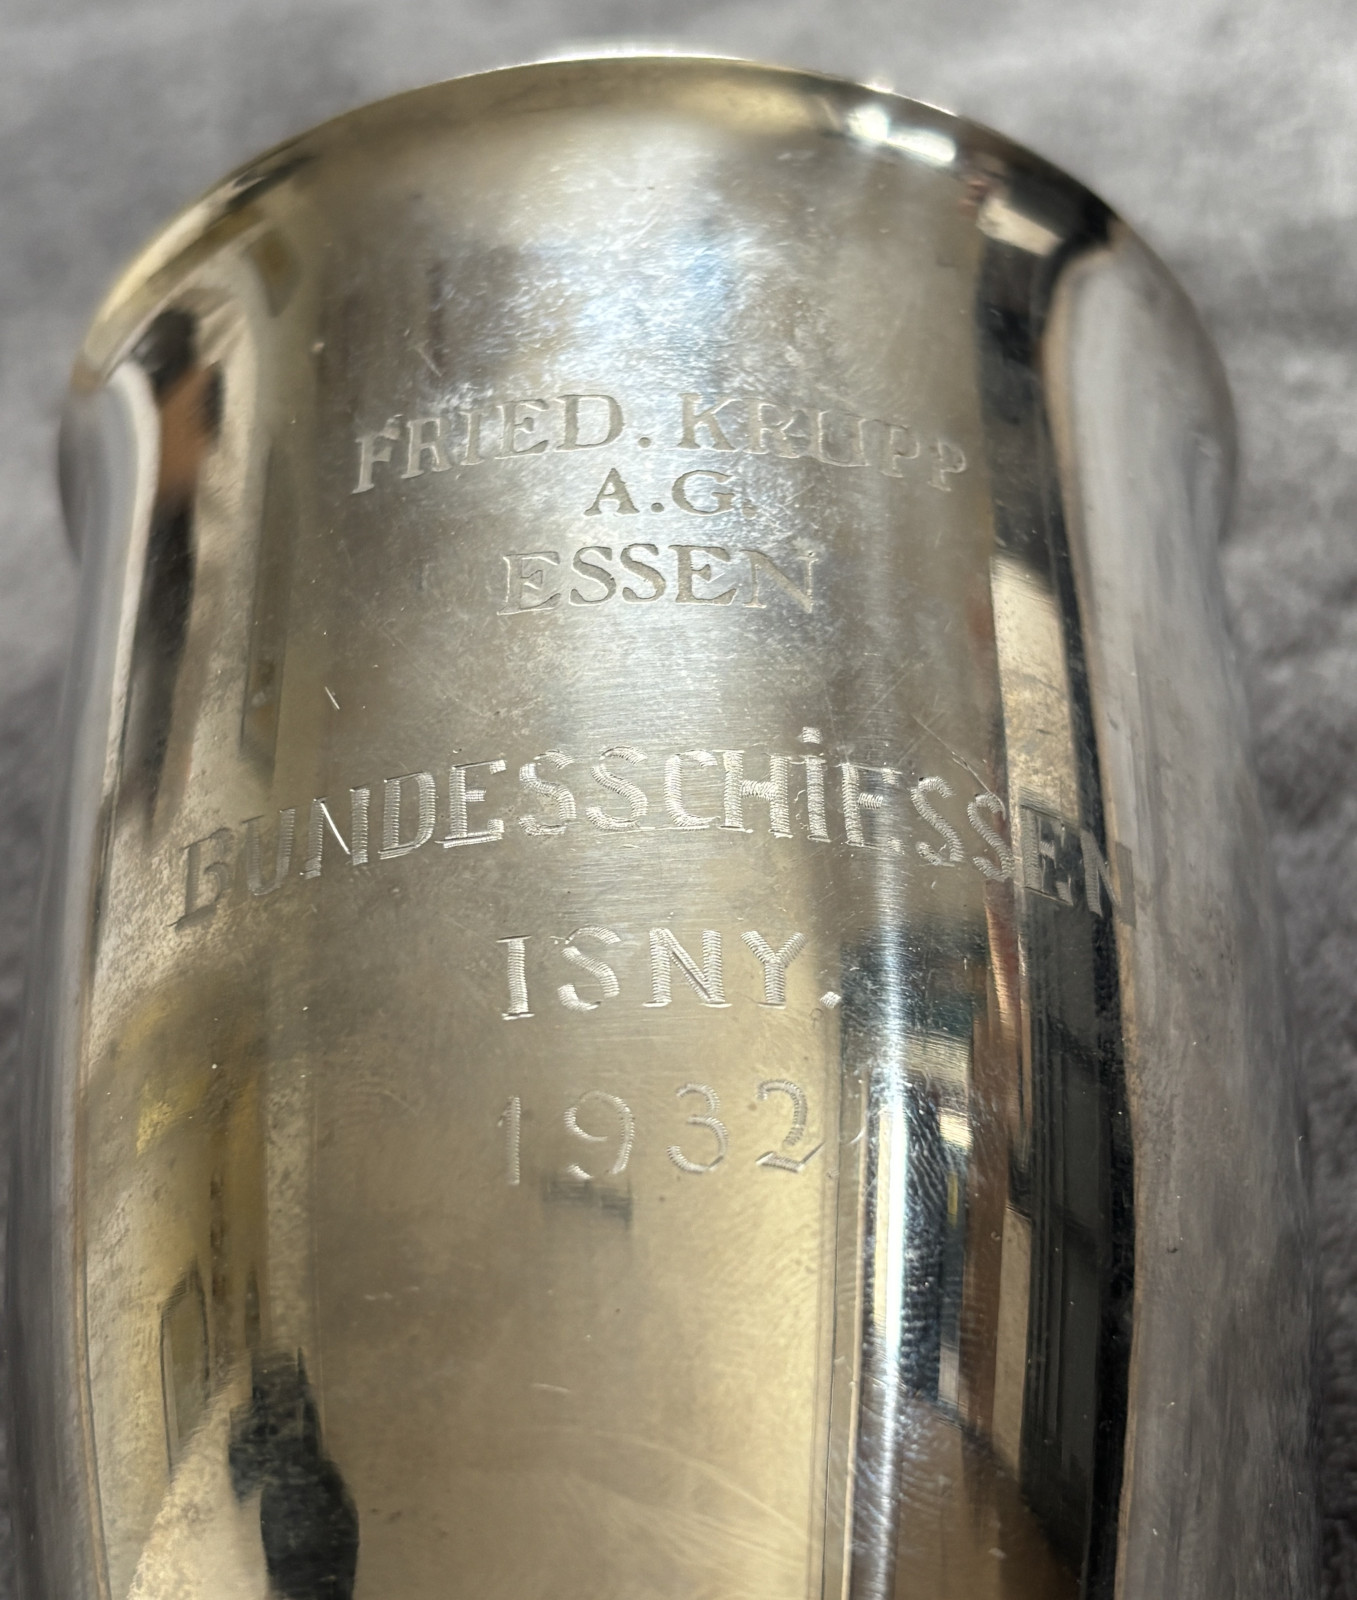 FRIED. KRUPP
A.G.
ESSEN
BUNDESSCHiESSEN
ISNY.
1932